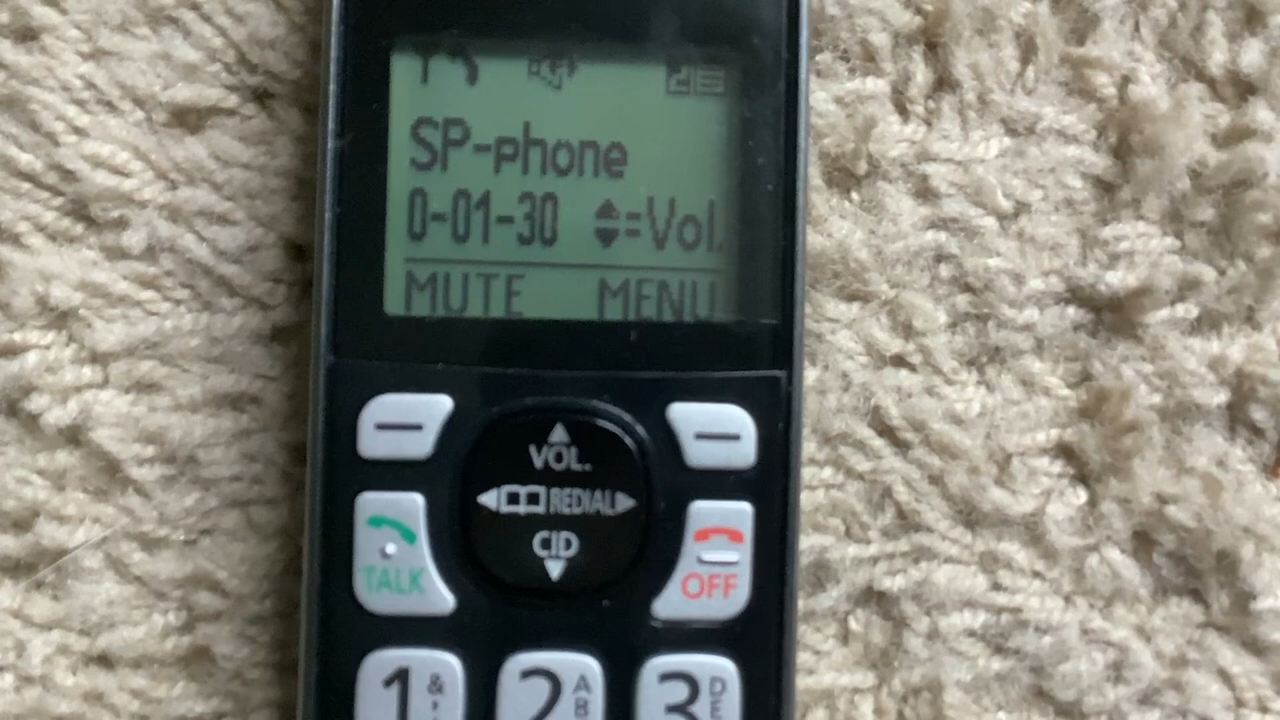 SP-phone
0-01-30 ▲▼=Vol.
MUTE MENU
VOL.
REDIAL
CID
TALK
OFF
1 &
2 A B
3 D E